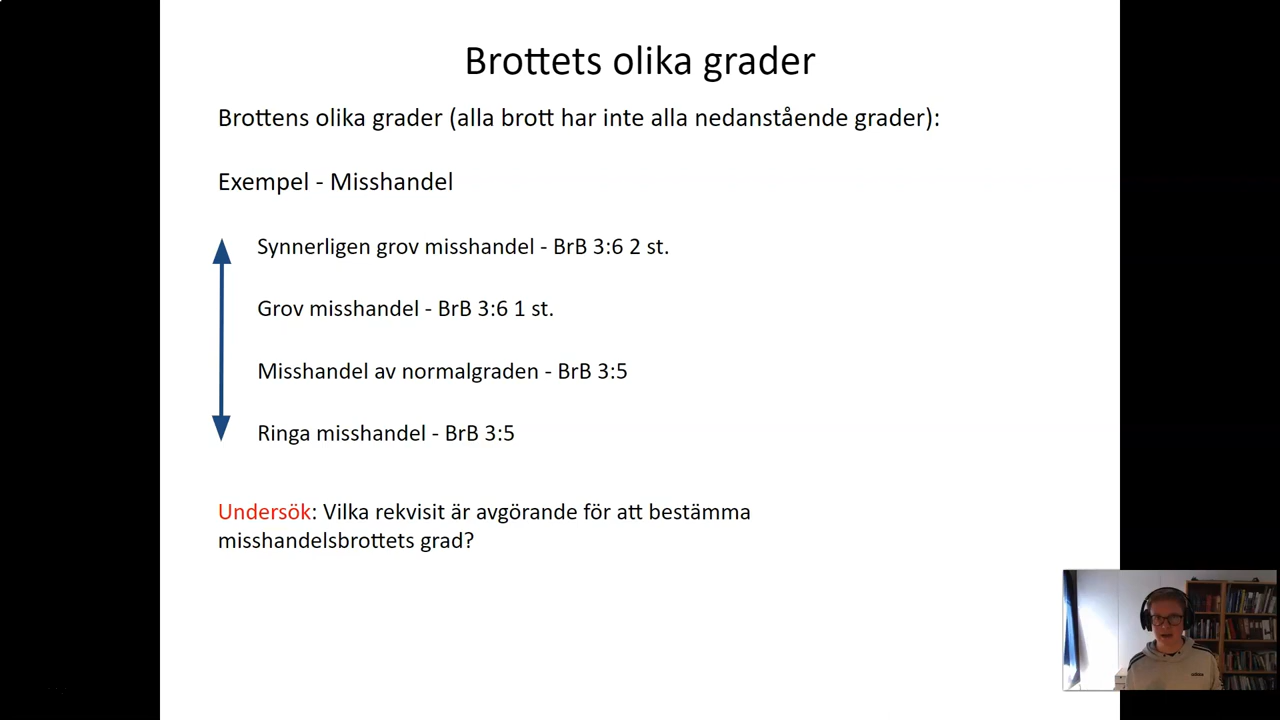 Brottets olika grader
Brottens olika grader (alla brott har inte alla nedanstående grader):
Exempel - Misshandel
Synnerligen grov misshandel - BrB 3:6 2 st.
Grov misshandel - BrB 3:6 1 st.
Misshandel av normalgraden - BrB 3:5
Ringa misshandel - BrB 3:5
Undersök: Vilka rekvisit är avgörande för att bestämma
misshandelsbrottets grad?